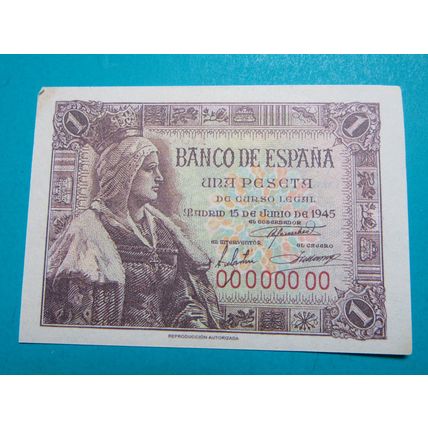 1
1
BANCO DE ESPAÑA
UNA PESETA
DE CURSO LEGAL
Madrid 15 de Junio de 1945
EL GOBERNADOR
EL INTERVENTOR EL CAJERO
00000000
1
REPRODUCCIÓN AUTORIZADA